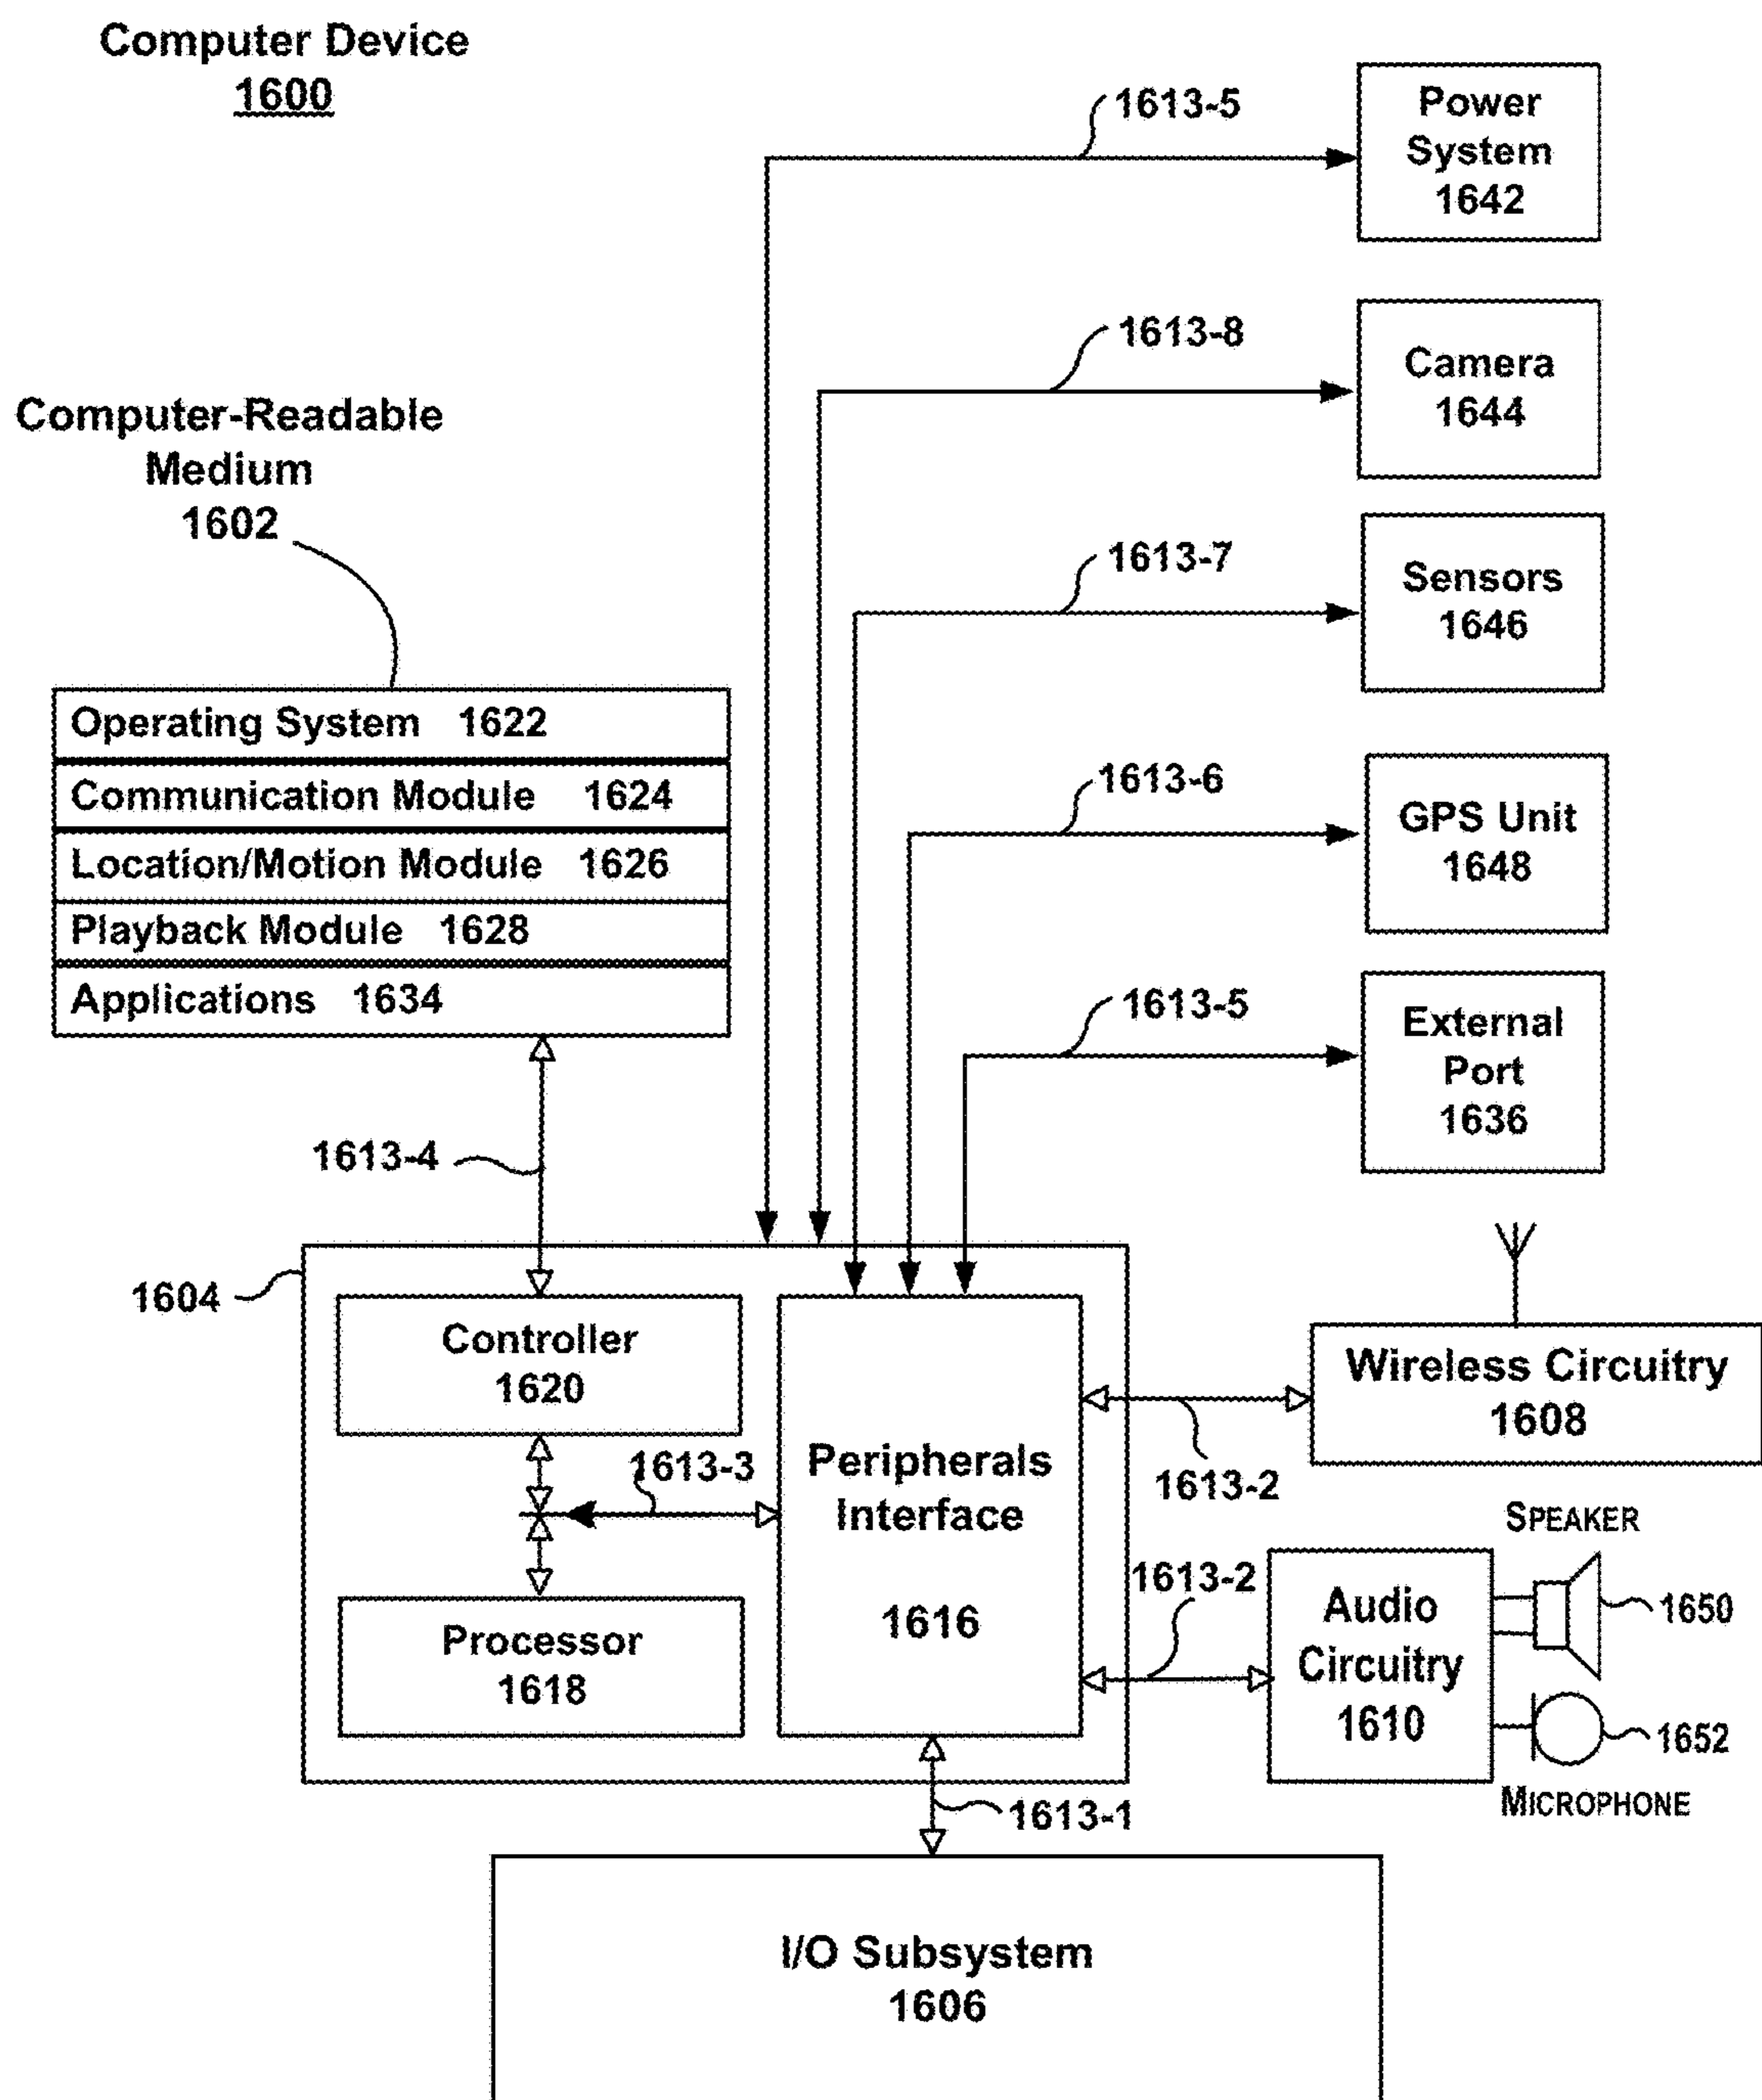 Computer Device
1600
1613-5
Power
System
1642
1613-8
Camera
1644
Computer-Readable
Medium
1602
1613-7
Sensors
1646
Operating System 1622
Communication Module 1624
Location/Motion Module 1626
Playback Module 1628
Applications 1634
1613-6
GPS Unit
1648
1613-5
External
Port
1636
1613-4
1604
Controller
1620
1613-3
Peripherals
Interface
1616
Processor
1618
Wireless Circuitry
1608
1613-2
SPEAKER
1613-2
Audio
Circuitry
1610
1650
1652
MICROPHONE
1613-1
I/O Subsystem
1606